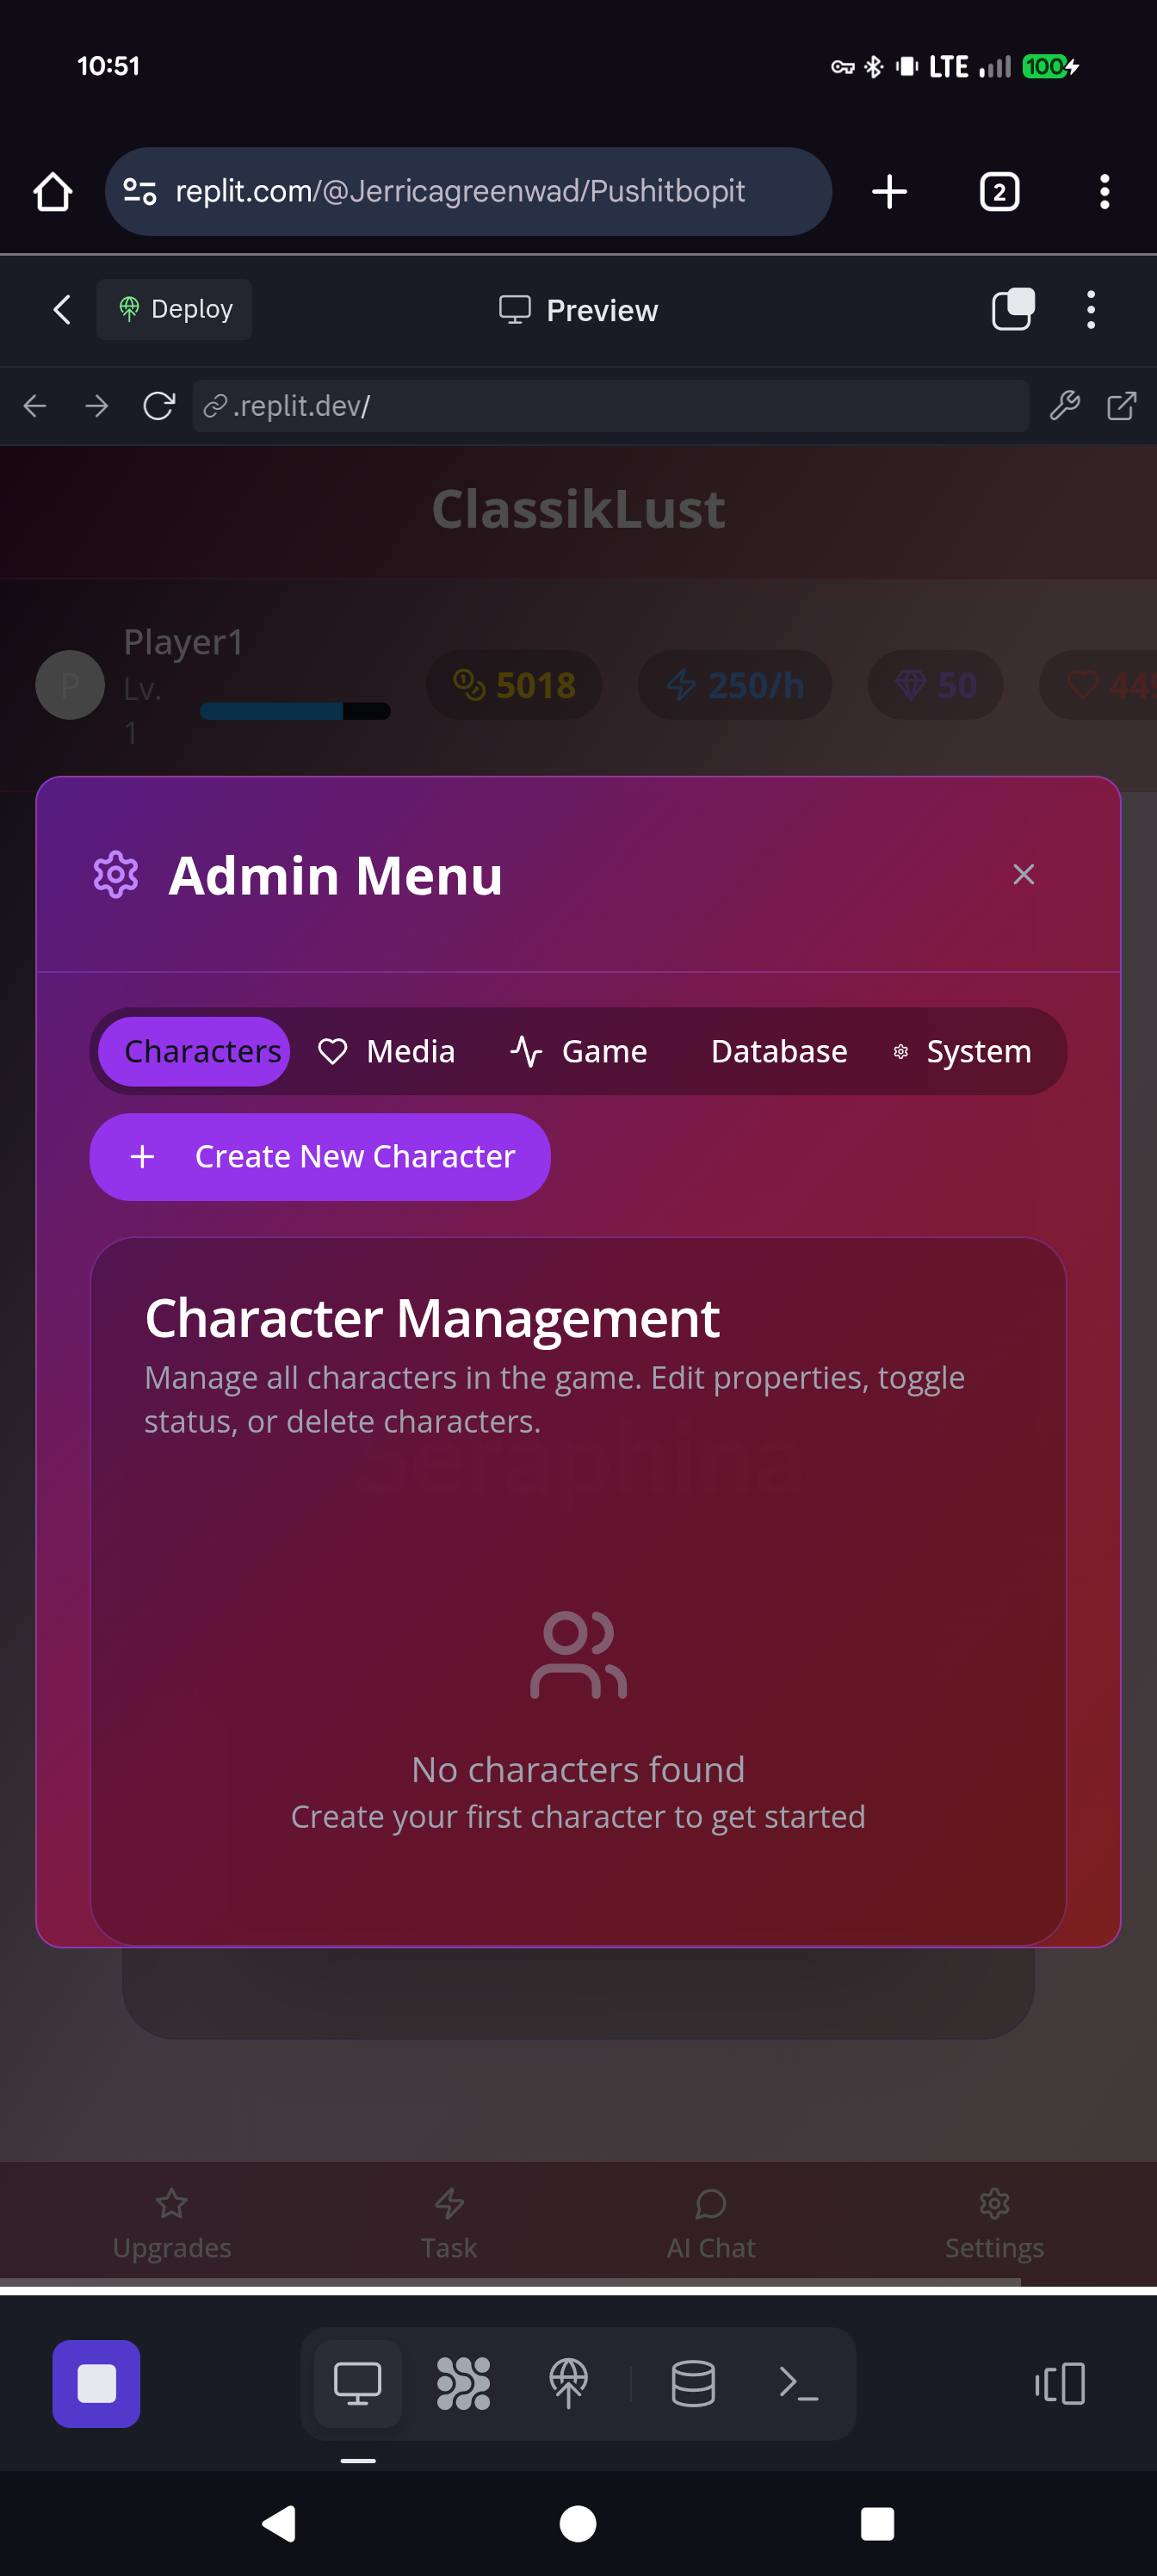 10:51
LTE
100
replit.com/@Jerricagreenwad/Pushitbopit
2
Deploy
Preview
.replit.dev/
ClassikLust
Player1
P
Lv.
1
5018
250/h
50
449
Admin Menu
Characters
Media
Game
Database
System
Create New Character
Character Management
Manage all characters in the game. Edit properties, toggle
status, or delete characters.
Seraphina
No characters found
Create your first character to get started
Upgrades
Task
AI Chat
Settings